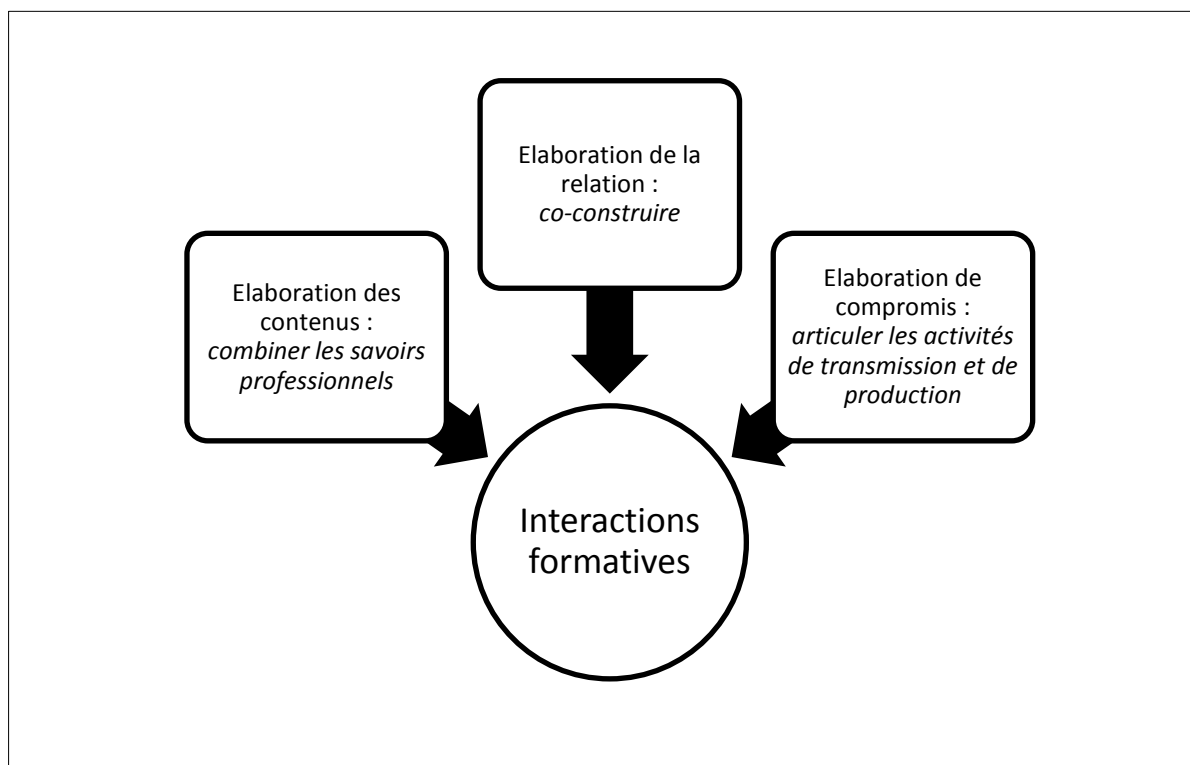 Elaboration de la
relation :
co-construire
Elaboration des
contenus :
combiner les savoirs
professionnels
Elaboration de
compromis :
articuler les activités
de transmission et de
production
Interactions
formatives